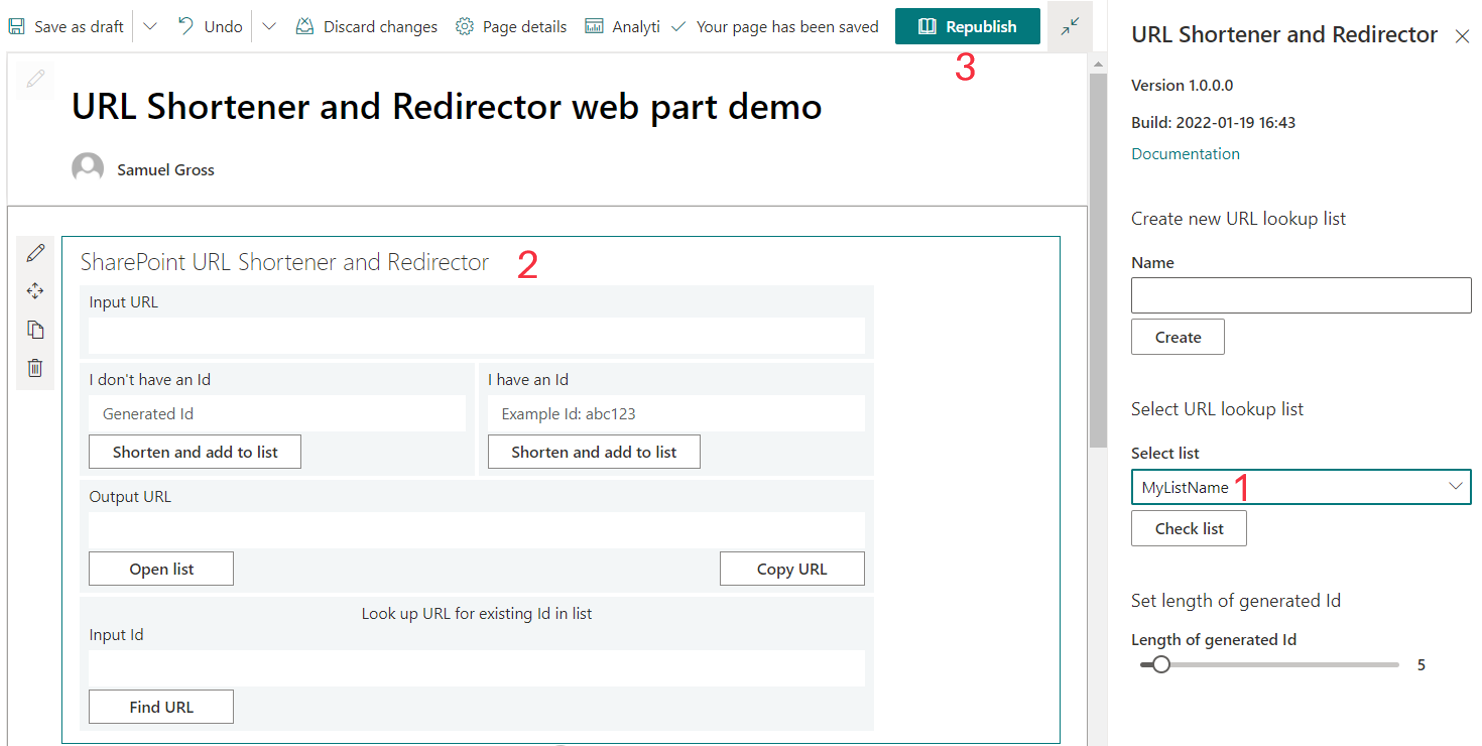 Save as draft Undo Discard changes Page details Analyti Your page has been saved Republish
3
URL Shortener and Redirector web part demo
Samuel Gross
SharePoint URL Shortener and Redirector 2
Input URL
I don't have an Id I have an Id
Generated Id Example Id: abc123
Shorten and add to list Shorten and add to list
Output URL
Open list Copy URL
Look up URL for existing Id in list
Input Id
Find URL
URL Shortener and Redirector
Version 1.0.0.0
Build: 2022-01-19 16:43
Documentation
Create new URL lookup list
Name
Create
Select URL lookup list
Select list
MyListName 1
Check list
Set length of generated Id
Length of generated Id
5